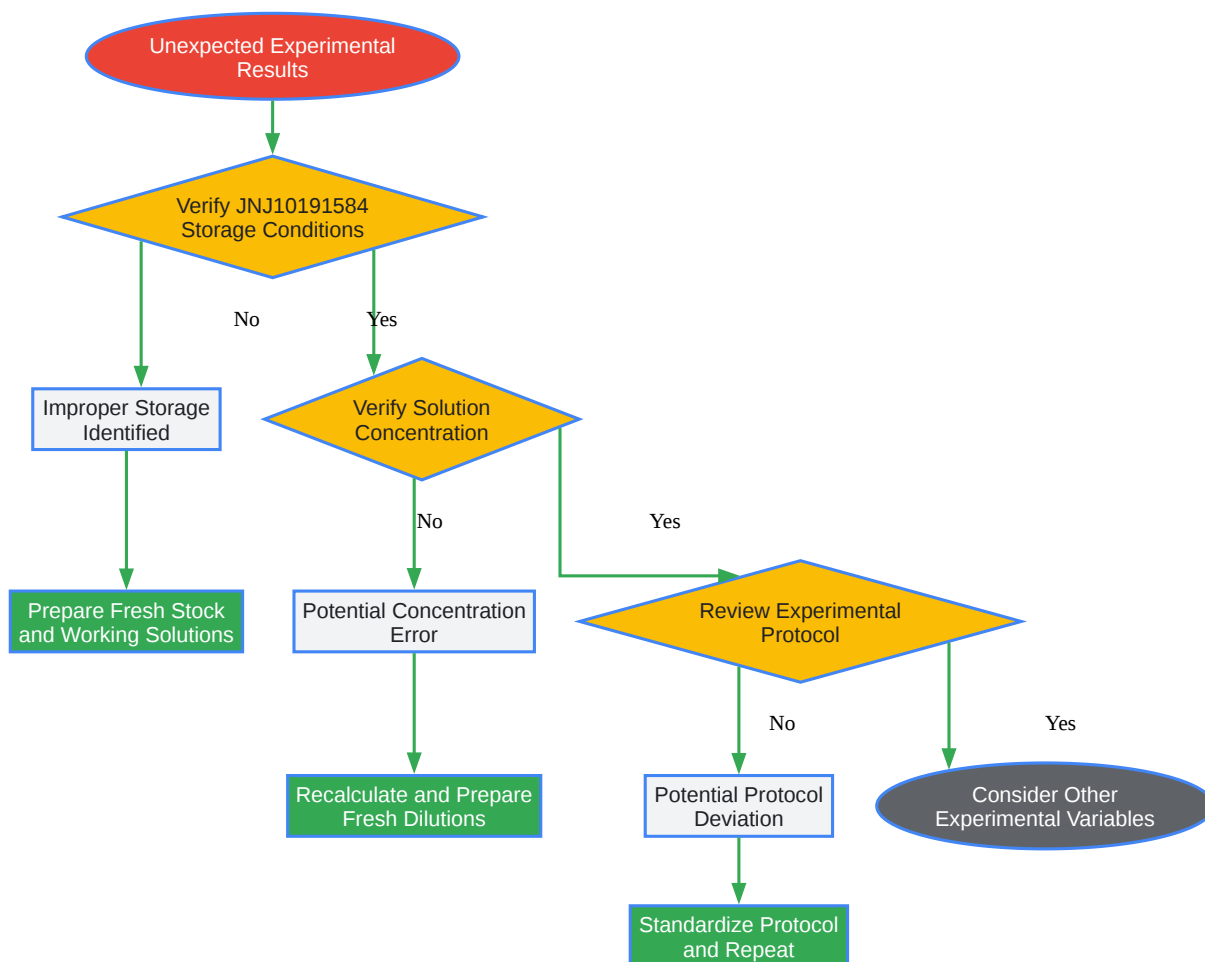 Unexpected Experimental
Results
Verify JNJ10191584
Storage Conditions
No
Yes
Improper Storage
Identified
Verify Solution
Concentration
No
Yes
Prepare Fresh Stock
and Working Solutions
Potential Concentration
Error
Review Experimental
Protocol
No
Yes
Recalculate and Prepare
Fresh Dilutions
Potential Protocol
Deviation
Consider Other
Experimental Variables
Standardize Protocol
and Repeat